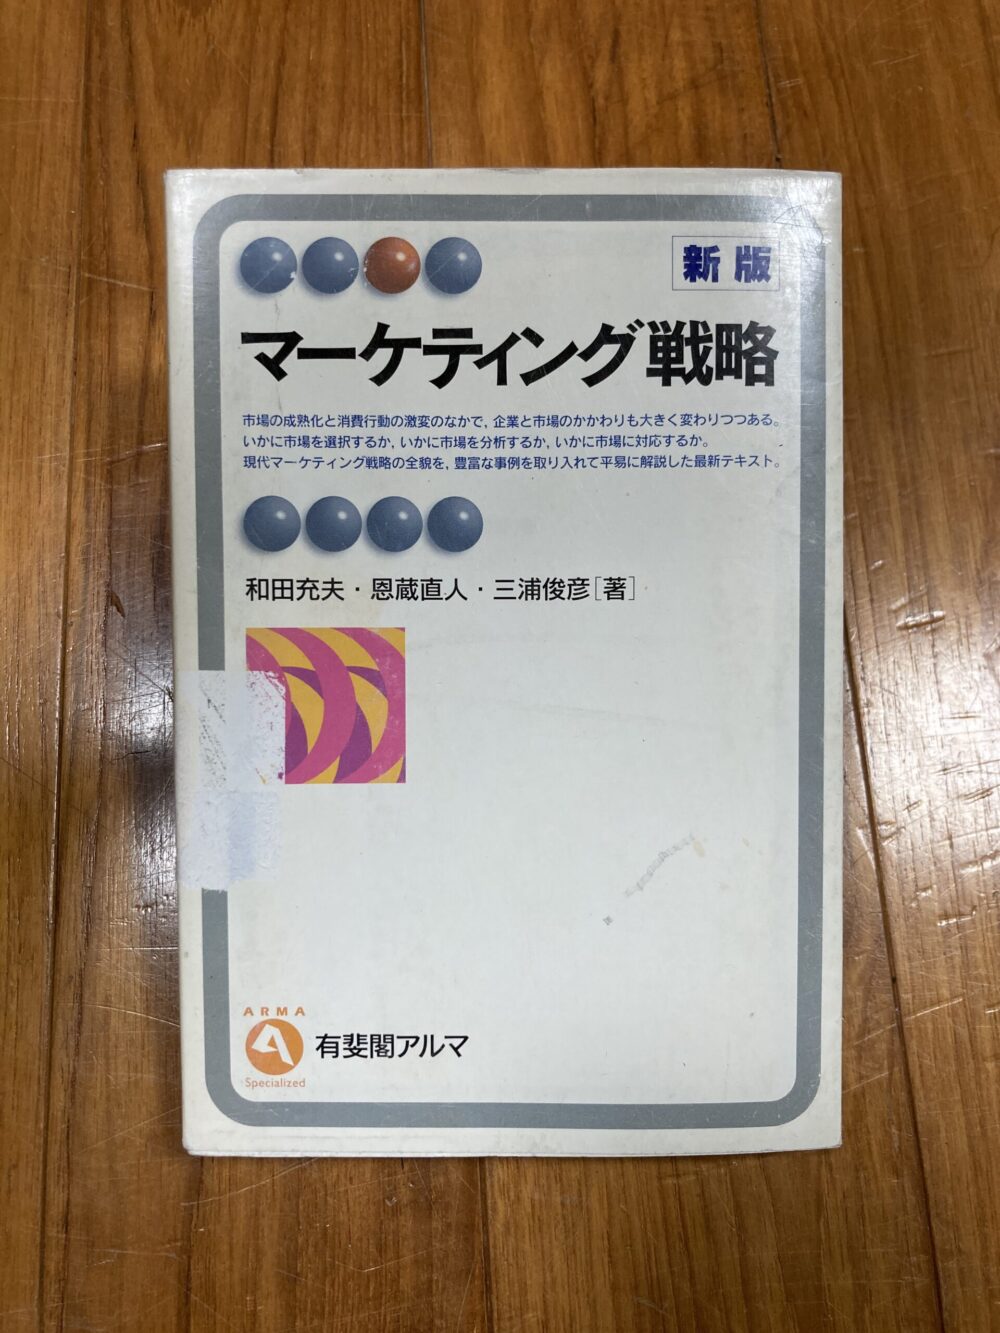 新版
マーケティング戦略
市場の成熟化と消費行動の激変のなかで，企業と市場のかかわりも大きく変わりつつある。
いかに市場を選択するか，いかに市場を分析するか，いかに市場に対応するか。
現代マーケティング戦略の全貌を，豊富な事例を取り入れて平易に解説した最新テキスト。
和田充夫・恩蔵直人・三浦俊彦［著］
ARMA
有斐閣アルマ
Specialized